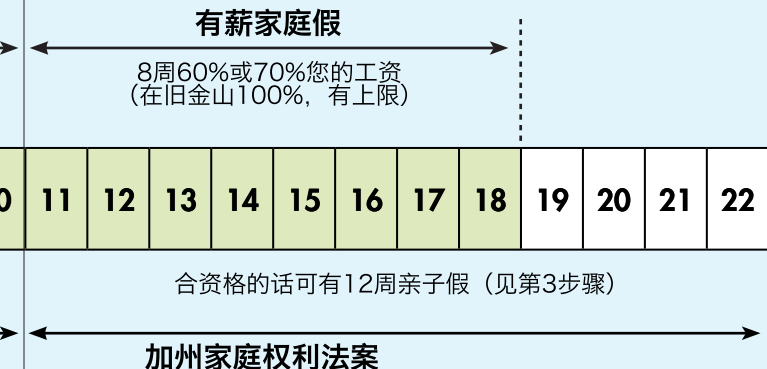 有薪家庭假
8周60%或70%您的工资
（在旧金山100%，有上限）
0 11 12 13 14 15 16 17 18 19 20 21 22
合资格的话可有12周亲子假（见第3步骤）
加州家庭权利法案